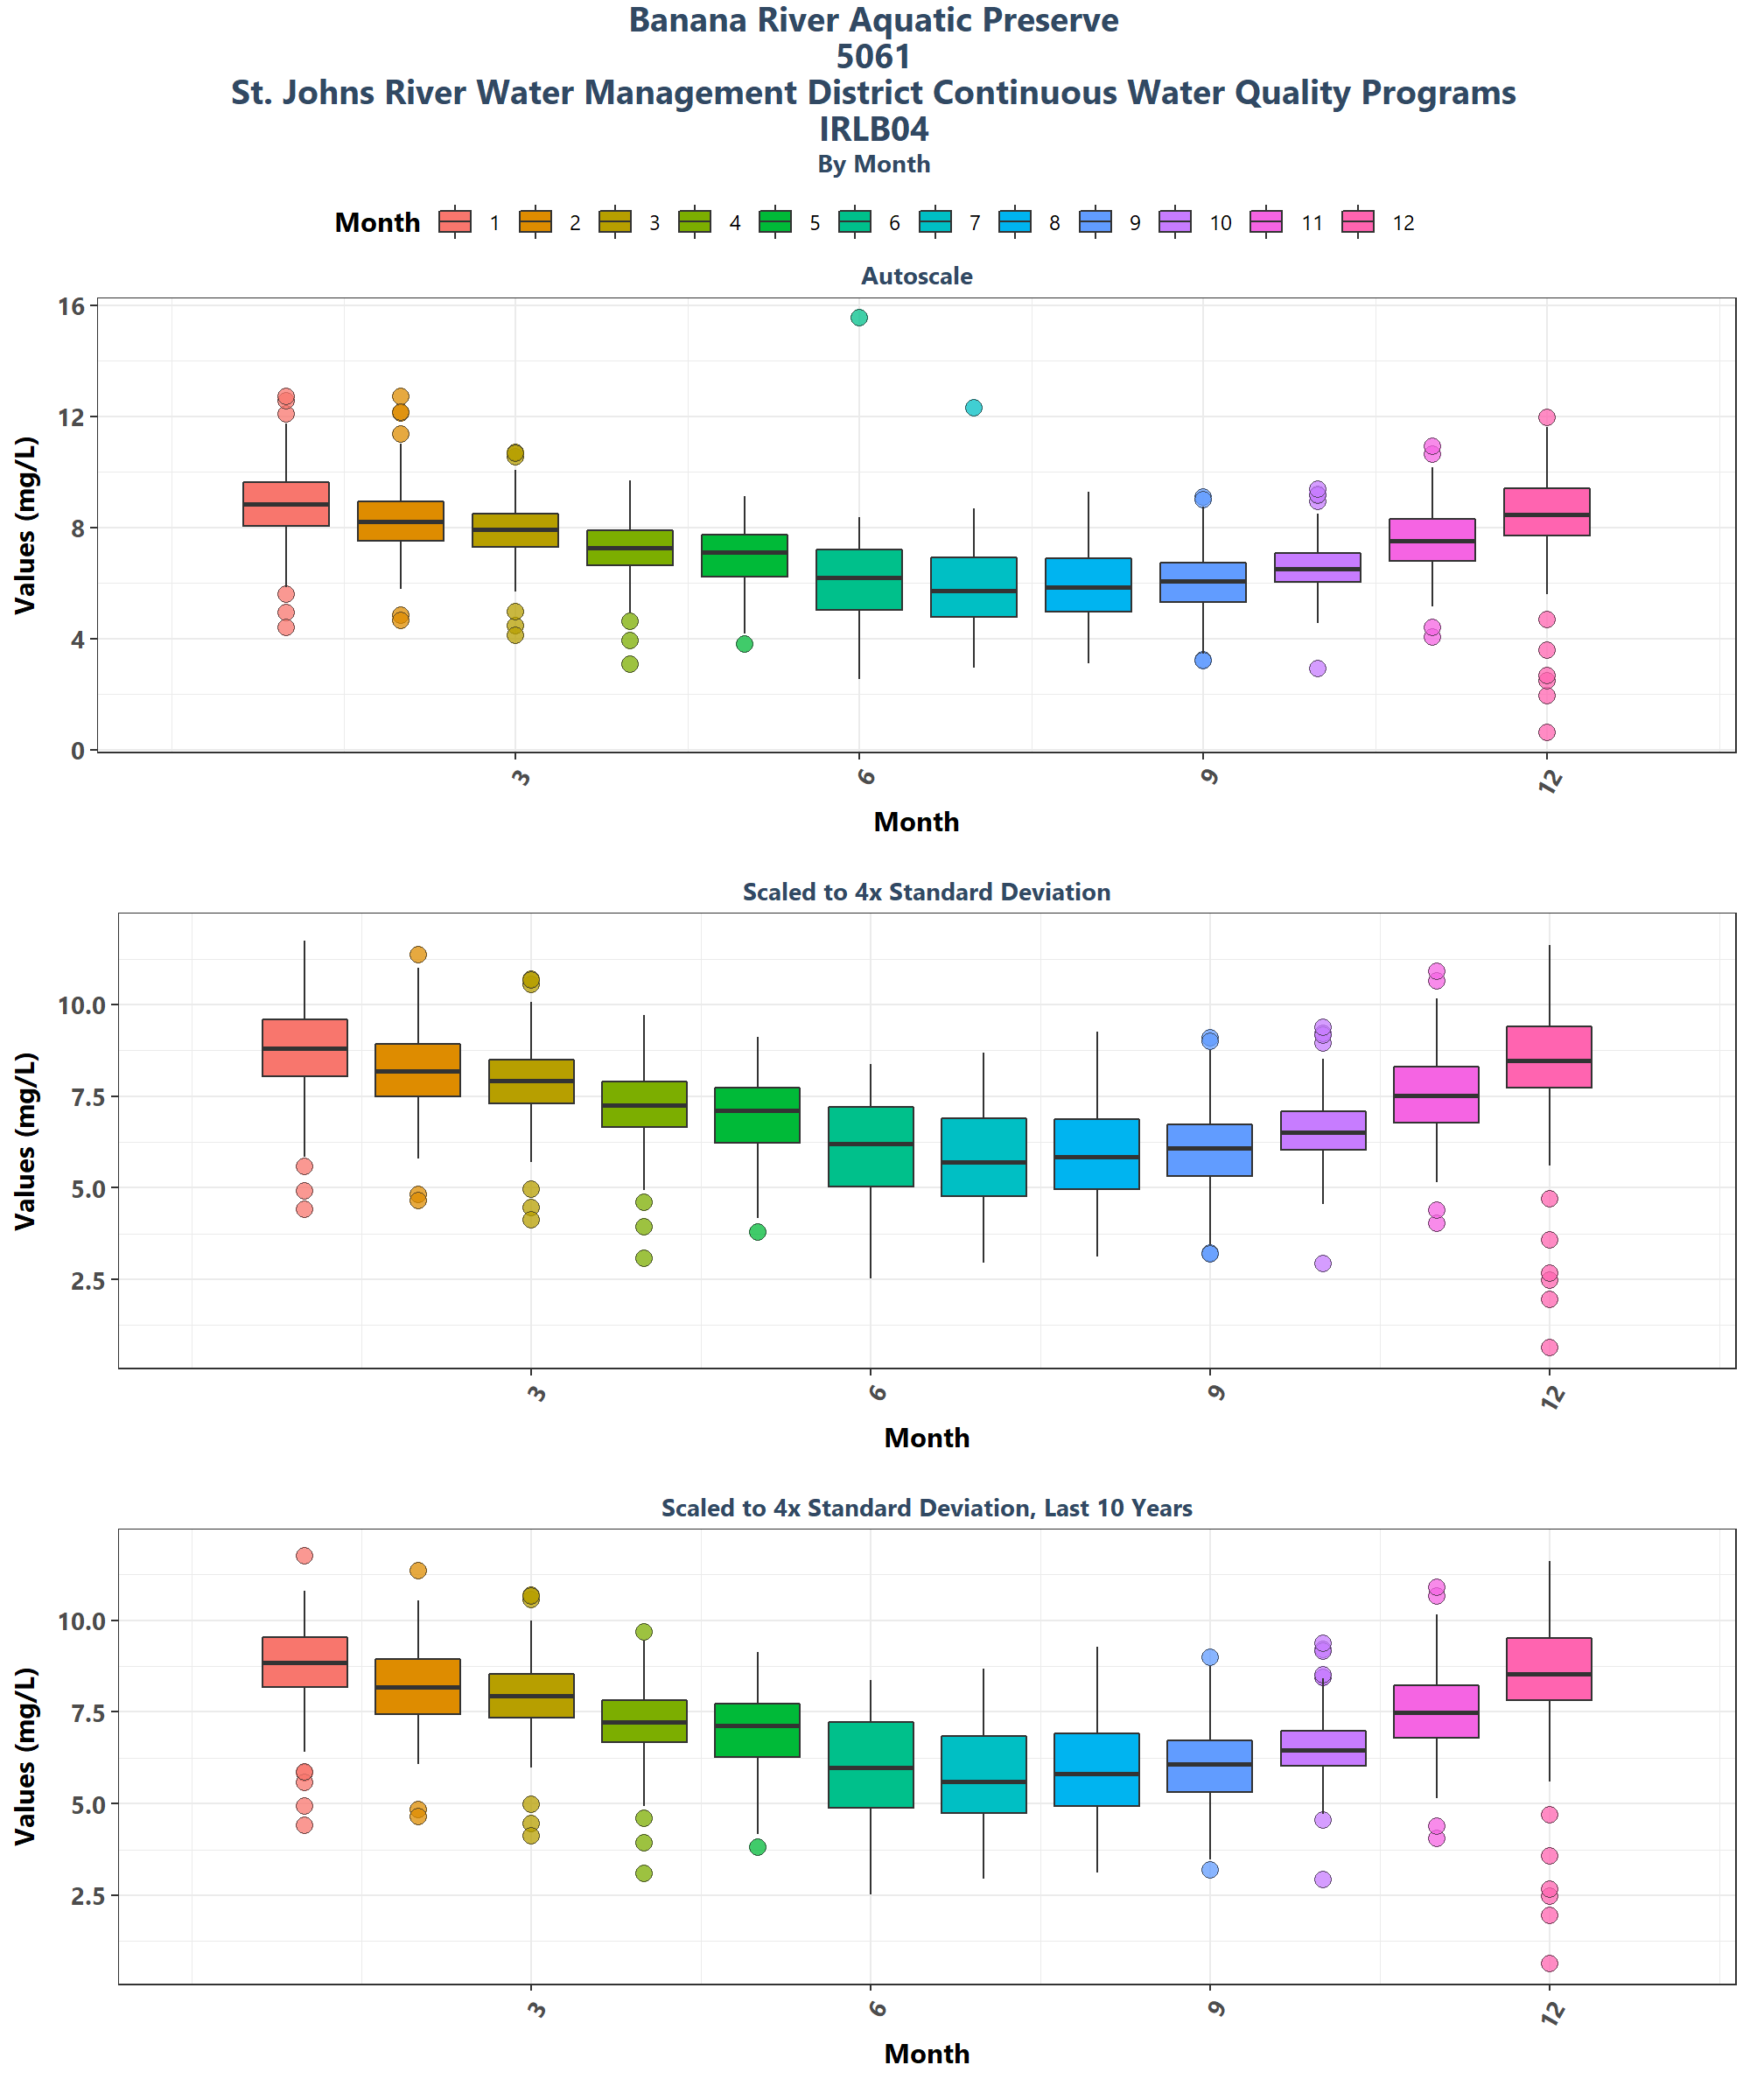 Banana River Aquatic Preserve
5061
St. Johns River Water Management District Continuous Water Quality Programs
IRLB04
By Month
Month 1 2 3 4 5 6 7 8 9 10 11 12
Autoscale
Values (mg/L)
16
12
8
4
0
3 6 9 12
Month
Scaled to 4x Standard Deviation
Values (mg/L)
10.0
7.5
5.0
2.5
3 6 9 12
Month
Scaled to 4x Standard Deviation, Last 10 Years
Values (mg/L)
10.0
7.5
5.0
2.5
3 6 9 12
Month